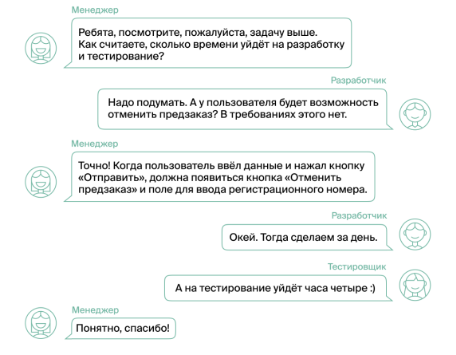 Менеджер
Ребята, посмотрите, пожалуйста, задачу выше.
Как считаете, сколько времени уйдёт на разработку
и тестирование?
Разработчик
Надо подумать. А у пользователя будет возможность
отменить предзаказ? В требованиях этого нет.
Менеджер
Точно! Когда пользователь ввёл данные и нажал кнопку
«Отправить», должна появиться кнопка «Отменить
предзаказ» и поле для ввода регистрационного номера.
Разработчик
Окей. Тогда сделаем за день.
Тестировщик
А на тестирование уйдёт часа четыре :)
Менеджер
Понятно, спасибо!